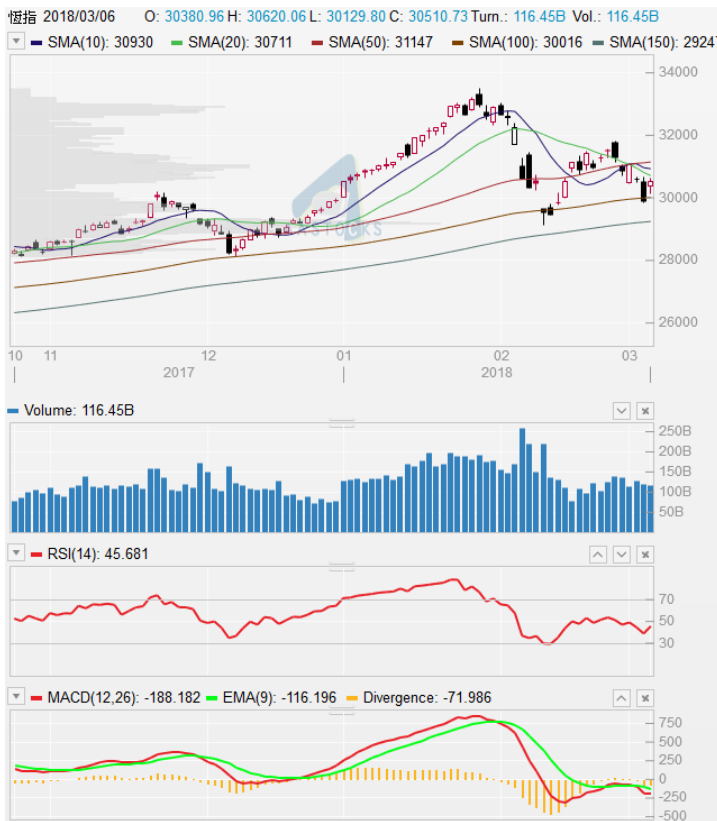 恆指 2018/03/06 O: 30380.96 H: 30620.06 L: 30129.80 C: 30510.73 Turn.: 116.45B Vol.: 116.45B
SMA(10): 30930 SMA(20): 30711 SMA(50): 31147 SMA(100): 30016 SMA(150): 29247
34000
32000
30000
28000
26000
10 11 12 01 02 03
2017 2018
Volume: 116.45B
250B
200B
150B
100B
50B
RSI(14): 45.681
70
50
30
MACD(12,26): -188.182 EMA(9): -116.196 Divergence: -71.986
750
500
250
0
-250
-500